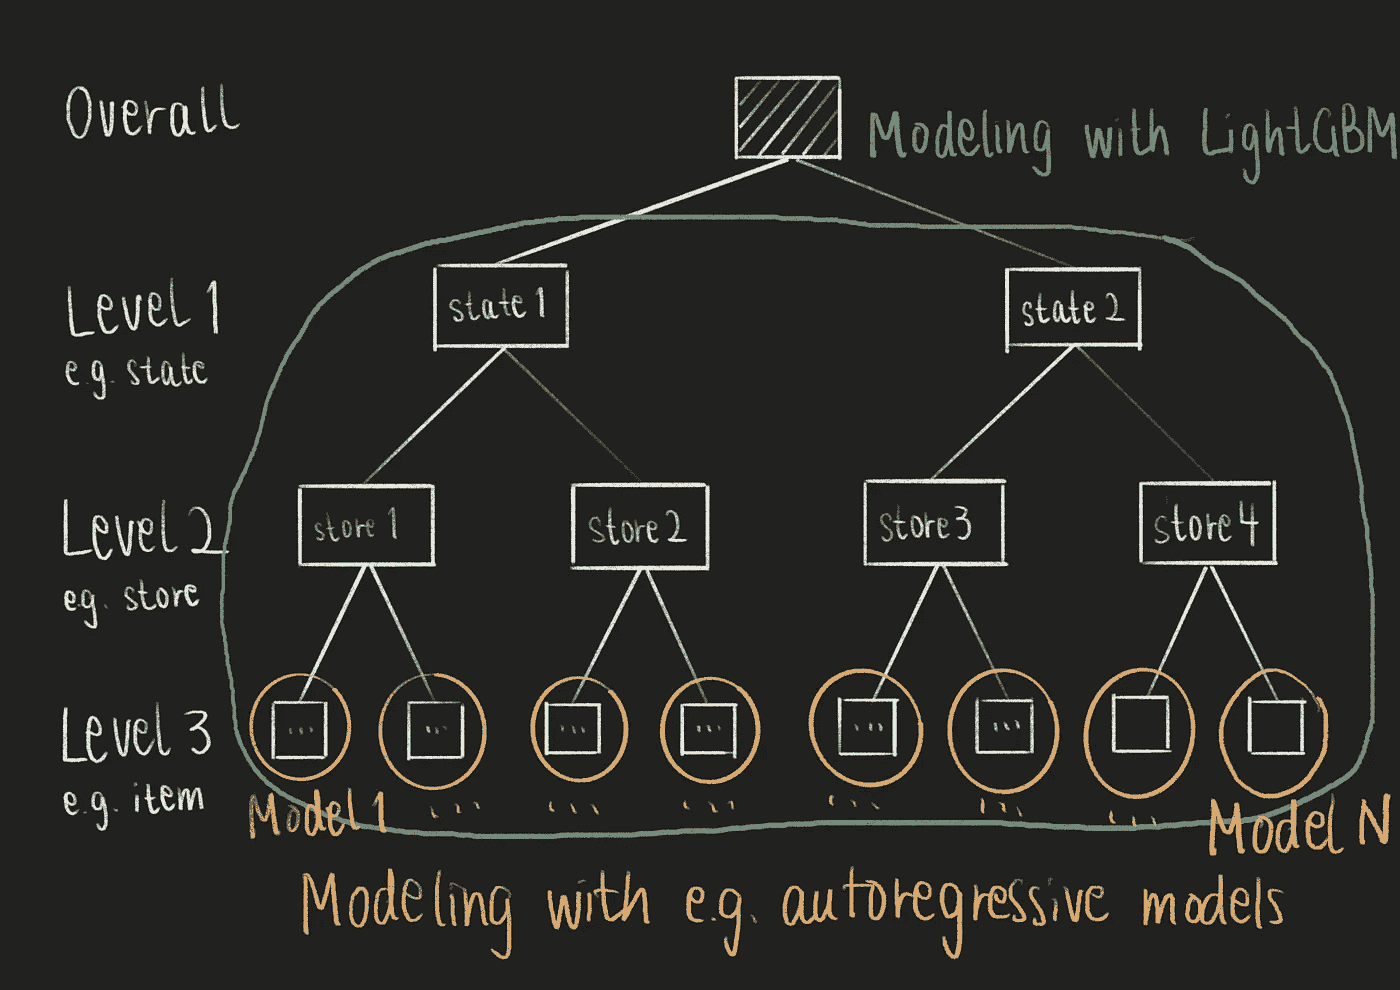 Overall
Modeling with LightGBM
Level 1
e.g. state
state 1
state 2
Level 2
e.g. store
store 1
store 2
store 3
store 4
Level 3
e.g. item
... ... ... ... ... ...
Model 1 ... ... ... ... ... ... Model N
Modeling with e.g. autoregressive models